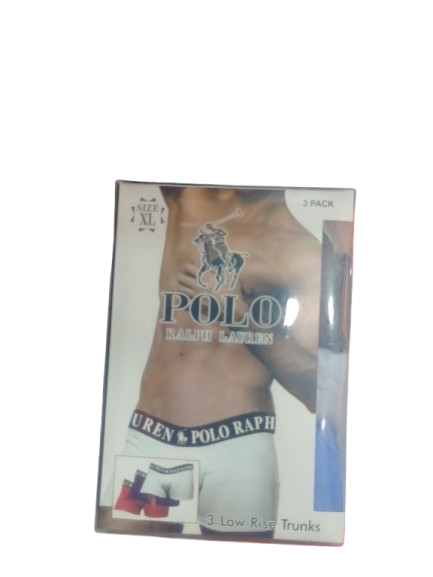 SIZE
XL
3 PACK
POLO
RALPH LAUREN
UREN POLO RAPH
3 Low Rise Trunks